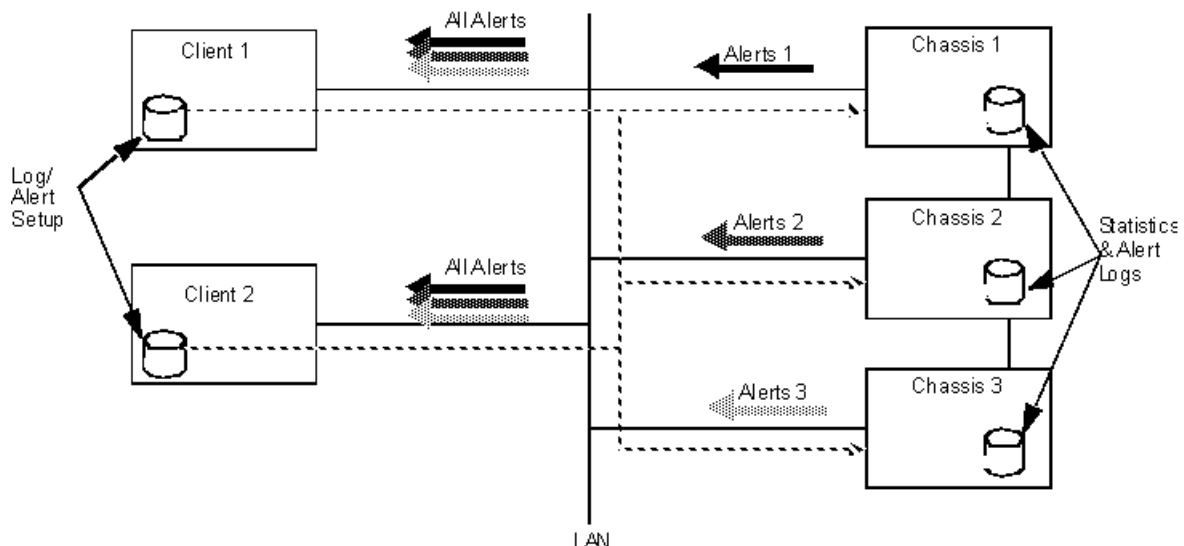 All Alerts
Client 1
Alerts 1
Chassis 1
Log/
Alert
Setup
Alerts 2
Chassis 2
Statistics
& Alert
Logs
All Alerts
Client 2
Alerts 3
Chassis 3
LAN